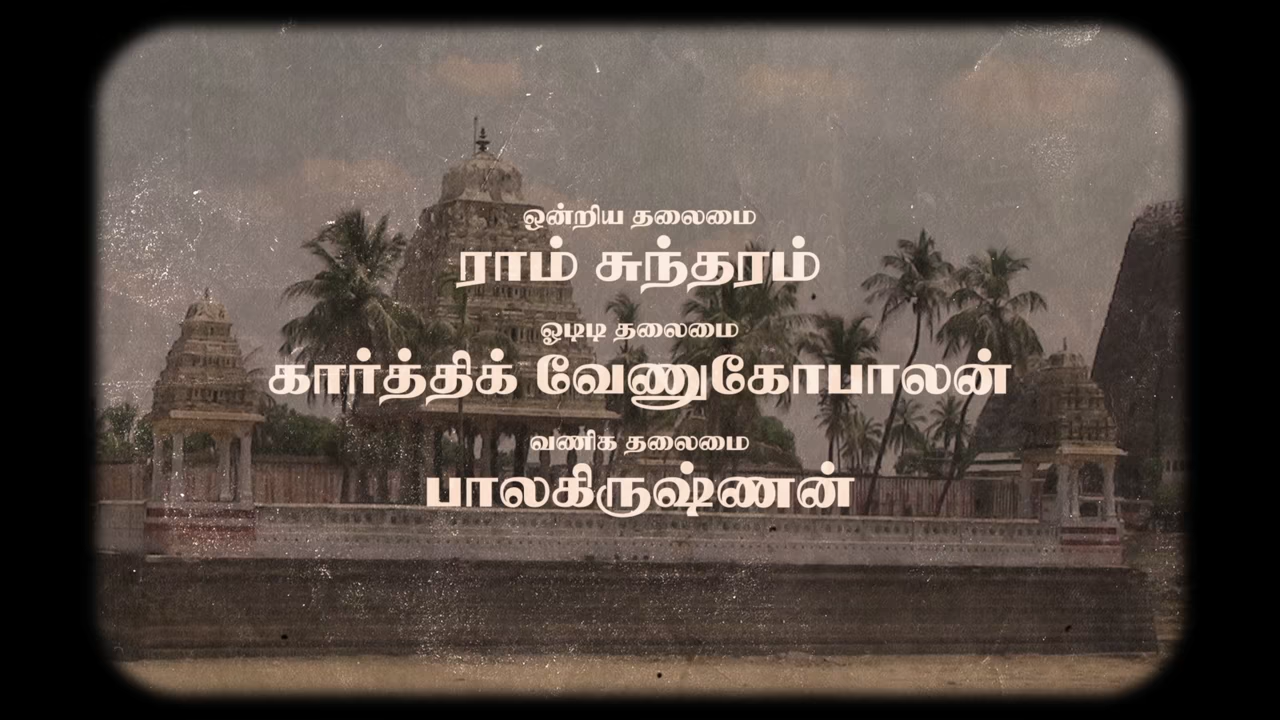 ஒன்றிய தலைமை
ராம் சுந்தரம்
ஓடிடி தலைமை
கார்த்திக் வேணுகோபாலன்
வணிக தலைமை
பாலகிருஷ்ணன்